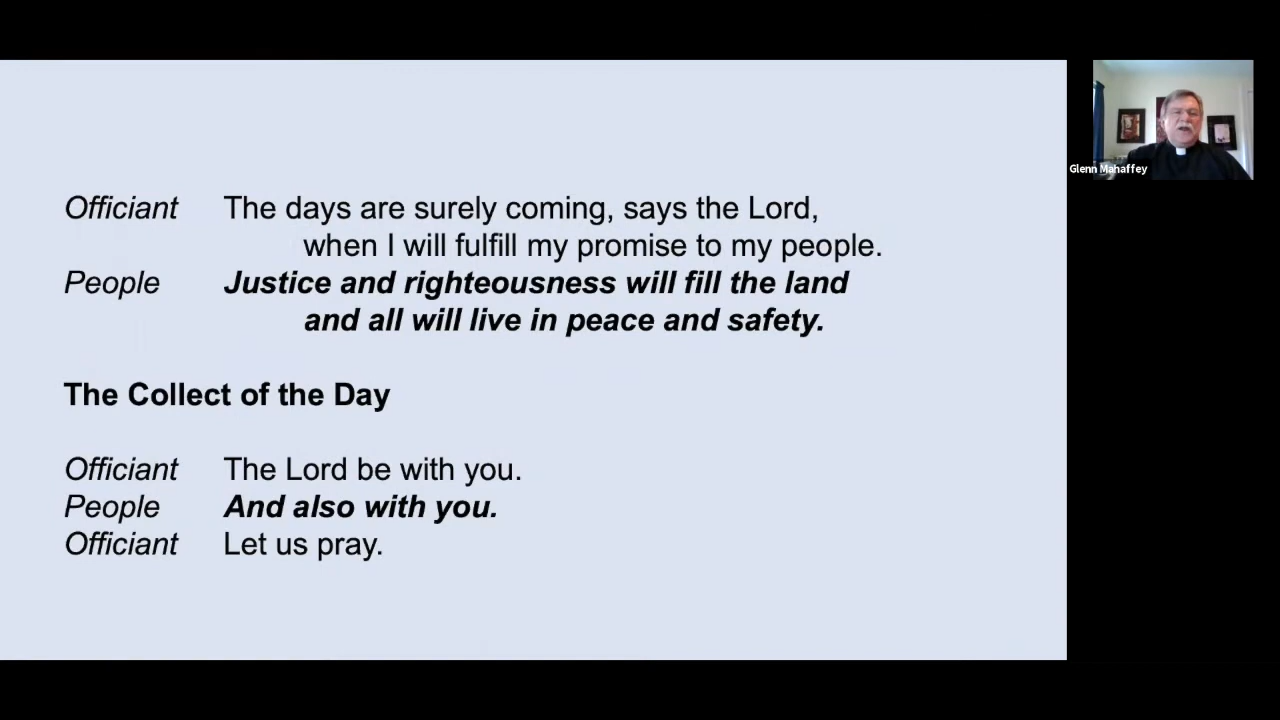 Officiant The days are surely coming, says the Lord,
when I will fulfill my promise to my people.
People Justice and righteousness will fill the land
and all will live in peace and safety.
The Collect of the Day
Officiant The Lord be with you.
People And also with you.
Officiant Let us pray.
Glenn Mahaffey